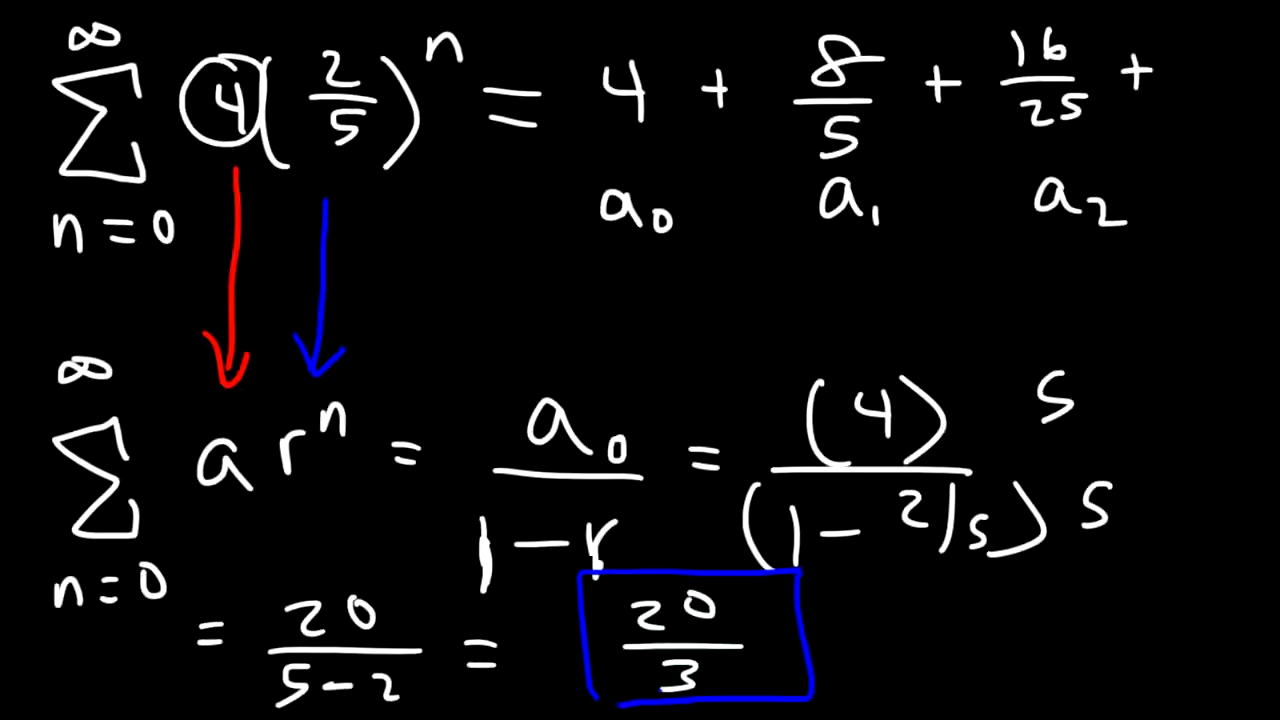 ∞
∑ 4(2/5)^n = 4 + 8/5 + 16/25 +
n=0 a₀ a₁ a₂
∞
∑ a r^n = a₀/(1-r) = (4) 5/(1-2/5) 5
n=0
= 20/(5-2) = 20/3